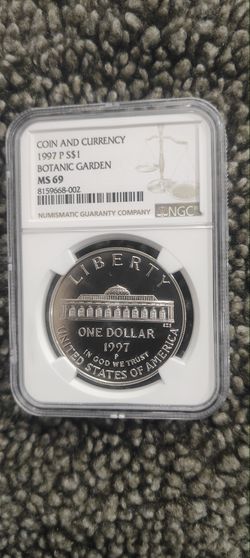 COIN AND CURRENCY
1997 P S$1
BOTANIC GARDEN
MS 69
8159668-002
NUMISMATIC GUARANTY COMPANY
NGC
LIBERTY
ONE DOLLAR
1997
P
IN GOD WE TRUST
UNITED STATES OF AMERICA